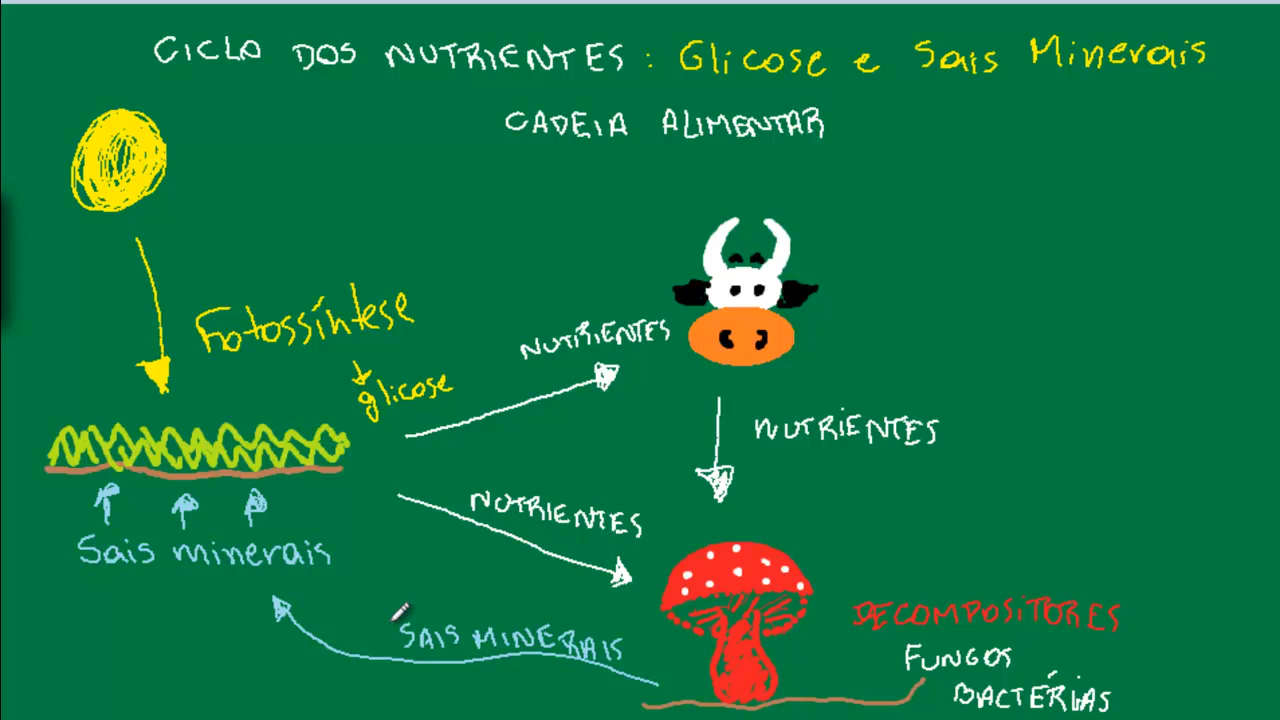 CICLO DOS NUTRIENTES: Glicose e Sais Minerais
CADEIA ALIMENTAR
Fotossíntese
glicose
NUTRIENTES
NUTRIENTES
NUTRIENTES
Sais minerais
SAIS MINERAIS
DECOMPOSITORES
FUNGOS
BACTÉRIAS